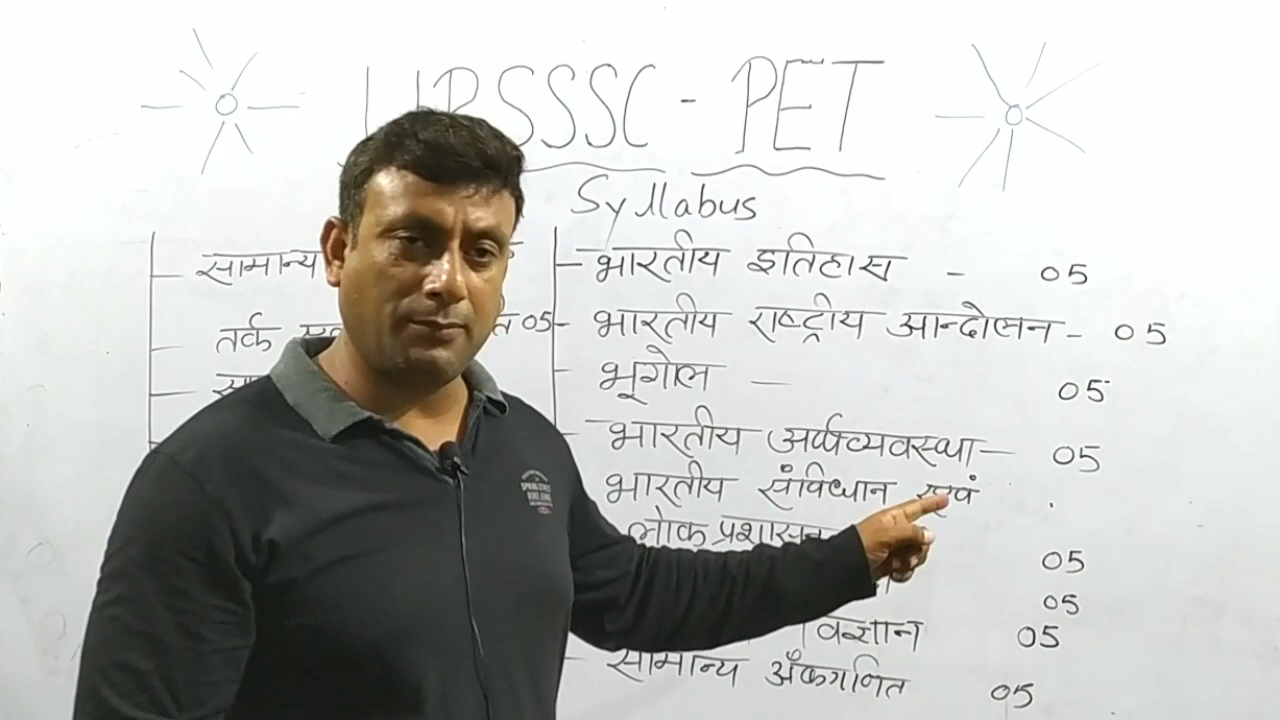 UPSSSC - PET
Syllabus
सामान्य
तर्क
05
भारतीय इतिहास - 05
भारतीय राष्ट्रीय आन्दोलन - 05
भूगोल - 05
भारतीय अर्थव्यवस्था - 05
भारतीय संविधान एवं
लोक प्रशासन 05
05
विज्ञान 05
सामान्य अँकगनित 05